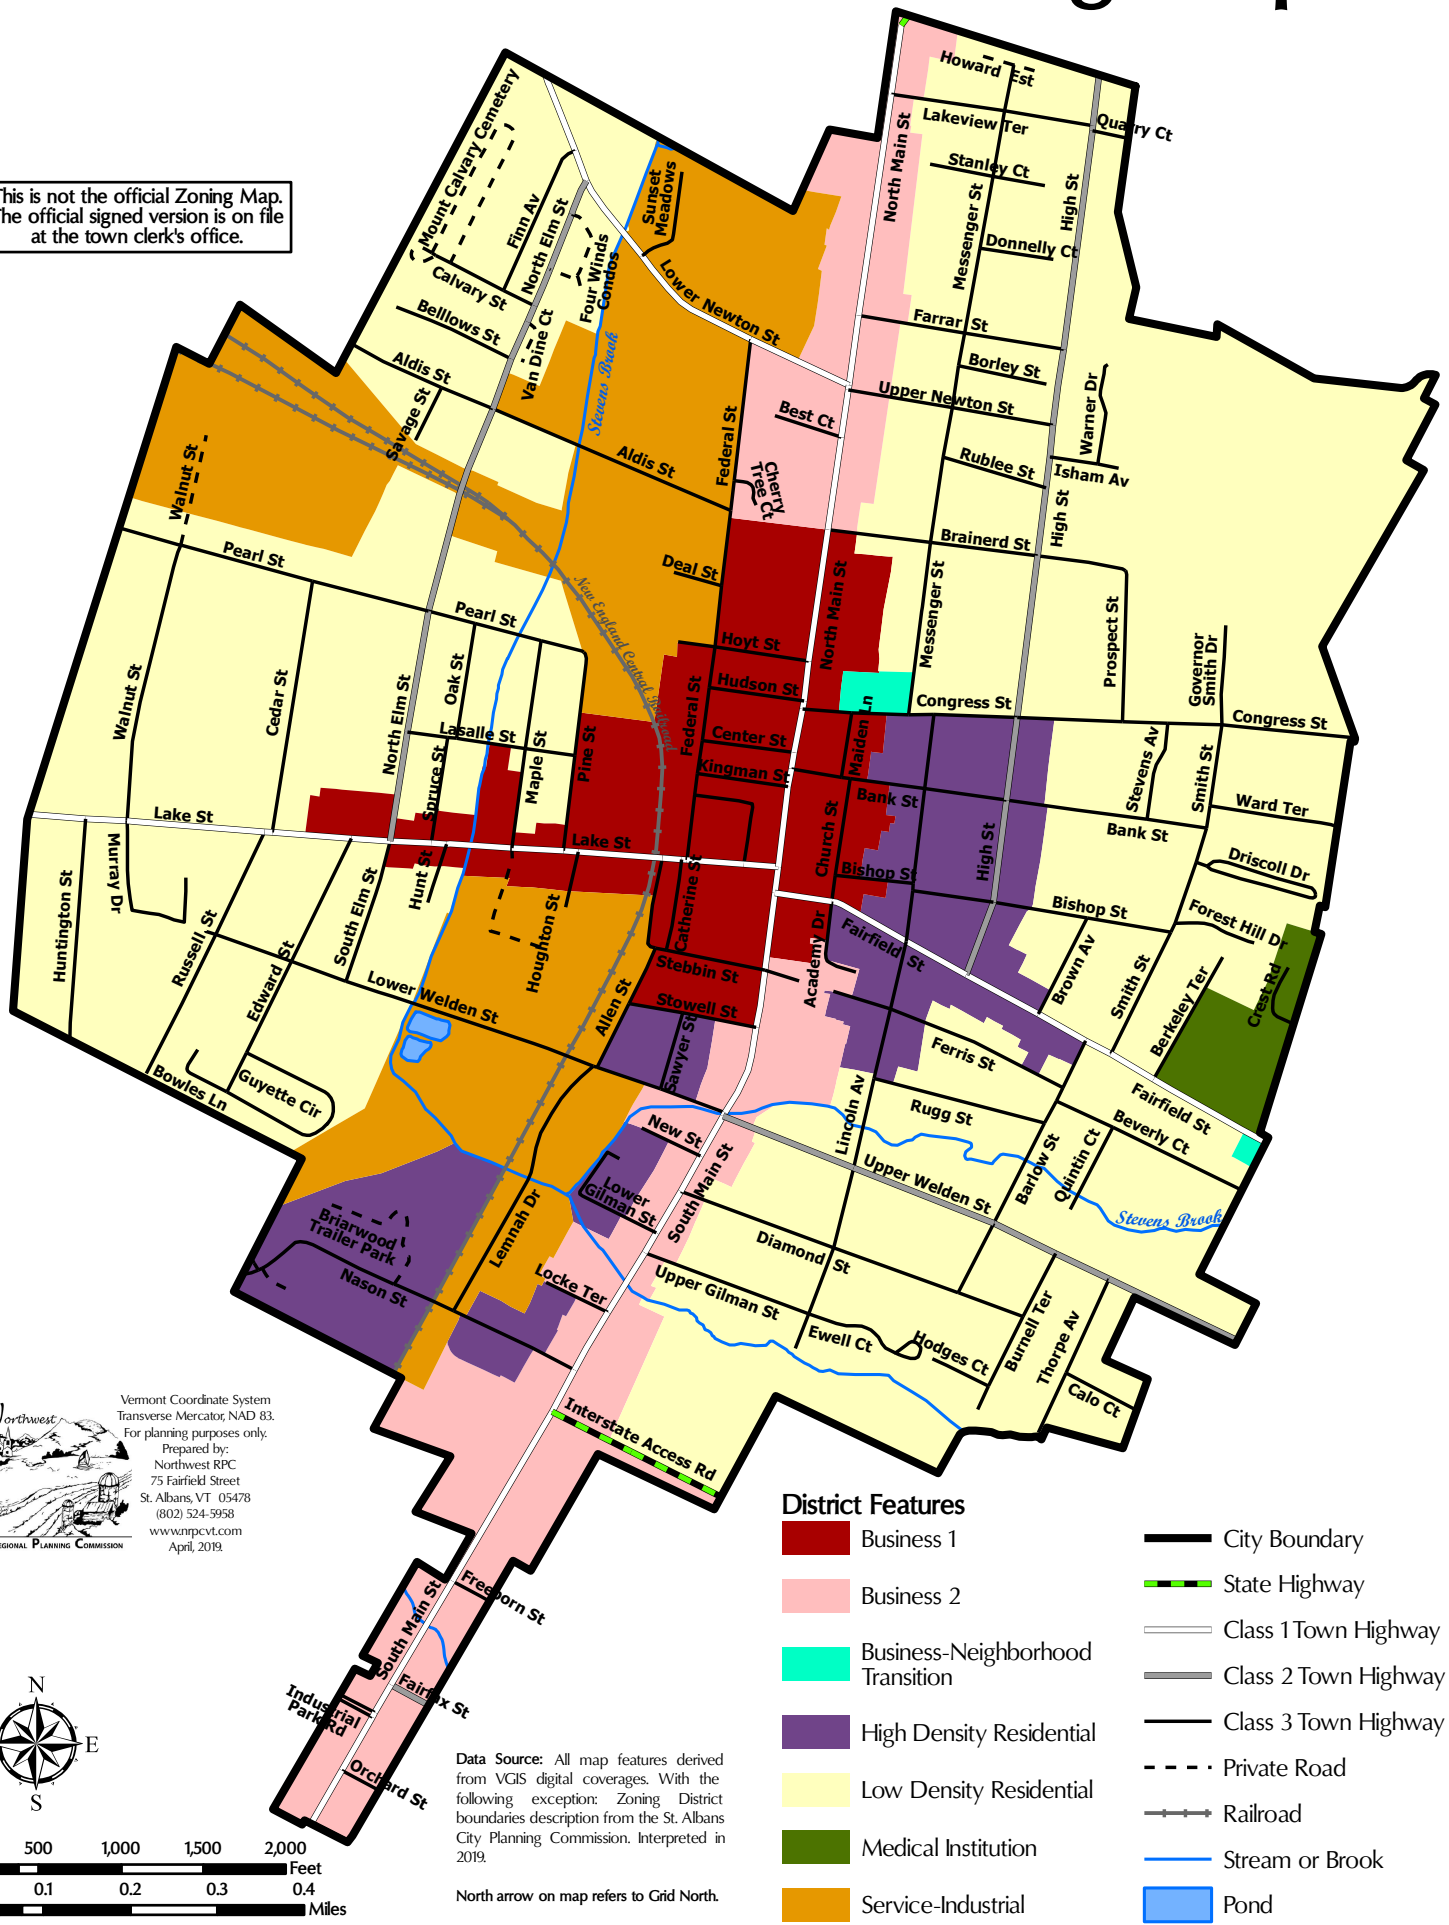 This is not the official Zoning Map.
The official signed version is on file
at the town clerk's office.
Howard Est
Lakeview Ter
Quarry Ct
Stanley Ct
North Main St
Messenger St
High St
Donnelly Ct
Mount Calvary Cemetery
Finn Av
North Elm St
Four Winds
Condos
Sunset
Meadows
Calvary St
Belllows St
Van Dine Ct
Lower Newton St
Stevens Brook
Farrar St
Borley St
Upper Newton St
Warner Dr
Aldis St
Savage St
Best Ct
Federal St
Cherry
Tree Ct
Rublee St
Isham Av
Aldis St
Walnut St
High St
Brainerd St
Pearl St
Deal St
New England Central Railroad
North Main St
Messenger St
Prospect St
Governor
Smith Dr
Pearl St
Hoyt St
Hudson St
Walnut St
Cedar St
North Elm St
Oak St
Federal St
Maiden Ln
Congress St
Congress St
Lasalle St
Spruce St
Maple St
Pine St
Center St
Kingman St
Bank St
Stevens Av
Smith St
Ward Ter
Bank St
Lake St
Lake St
Church St
High St
Bishop St
Driscoll Dr
Huntington St
Murray Dr
Russell St
Edward St
South Elm St
Hunt St
Houghton St
Catherine St
Academy Dr
Fairfield St
Bishop St
Forest Hill Dr
Brown Av
Smith St
Berkeley Ter
Crest Rd
Stebbin St
Stowell St
Lower Welden St
Allen St
Sawyer St
Ferris St
Bowles Ln
Guyette Cir
Lincoln Av
Rugg St
Fairfield St
Beverly Ct
New St
South Main St
Barlow St
Quintin Ct
Upper Welden St
Stevens Brook
Lower
Gilman St
Briarwood
Trailer Park
Lemnah Dr
Nason St
Locke Ter
Diamond St
Upper Gilman St
Ewell Ct
Hodges Ct
Burnell Ter
Thorpe Av
Calo Ct
Interstate Access Rd
Freeborn St
South Main St
Fairfax St
Industrial
Park Rd
Orchard St
Northwest
REGIONAL PLANNING COMMISSION
Vermont Coordinate System
Transverse Mercator, NAD 83.
For planning purposes only.
Prepared by:
Northwest RPC
75 Fairfield Street
St. Albans, VT 05478
(802) 524-5958
www.nrpcvt.com
April, 2019.
N
E
S
500 1,000 1,500 2,000
Feet
0.1 0.2 0.3 0.4
Miles
Data Source: All map features derived
from VGIS digital coverages. With the
following exception: Zoning District
boundaries description from the St. Albans
City Planning Commission. Interpreted in
2019.
North arrow on map refers to Grid North.
District Features
Business 1
Business 2
Business-Neighborhood
Transition
High Density Residential
Low Density Residential
Medical Institution
Service-Industrial
City Boundary
State Highway
Class 1 Town Highway
Class 2 Town Highway
Class 3 Town Highway
Private Road
Railroad
Stream or Brook
Pond